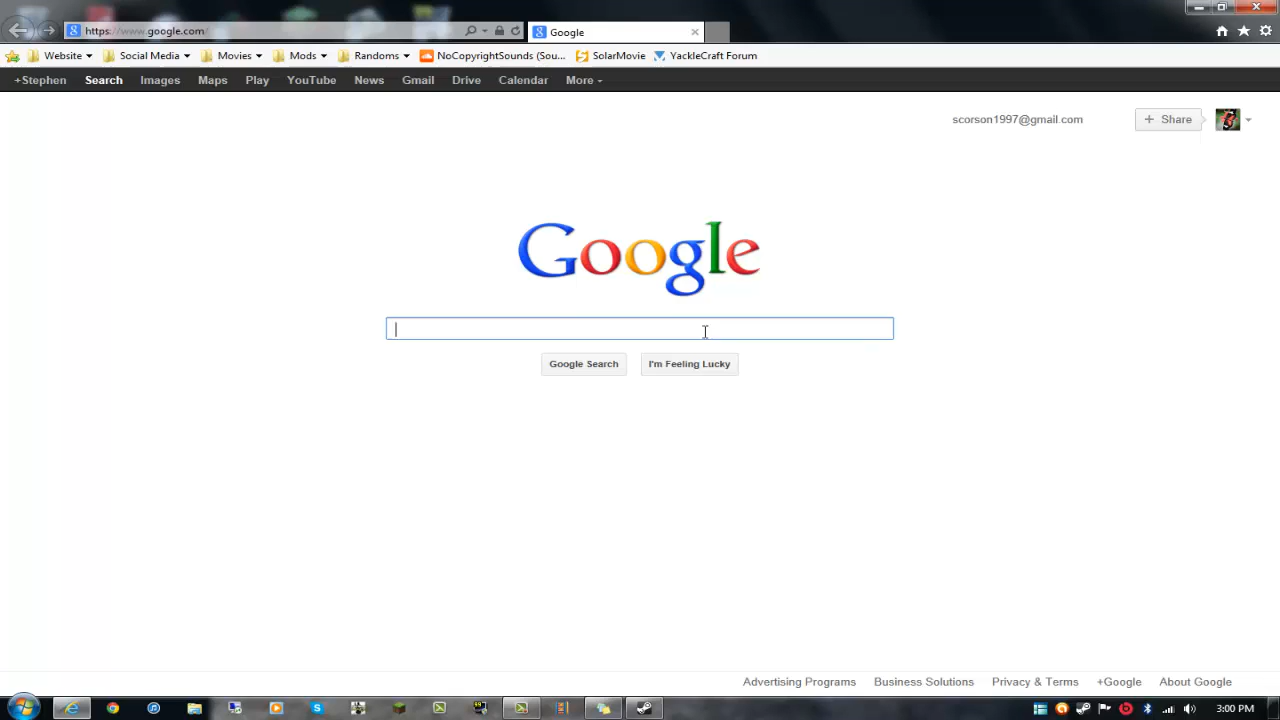 https://www.google.com/
Google
Website
Social Media
Movies
Mods
Randoms
NoCopyrightSounds (Sou...
SolarMovie
YackleCraft Forum
+Stephen Search Images Maps Play YouTube News Gmail Drive Calendar More
scorson1997@gmail.com
+ Share
Google
Google Search
I'm Feeling Lucky
Advertising Programs Business Solutions Privacy & Terms +Google About Google
3:00 PM